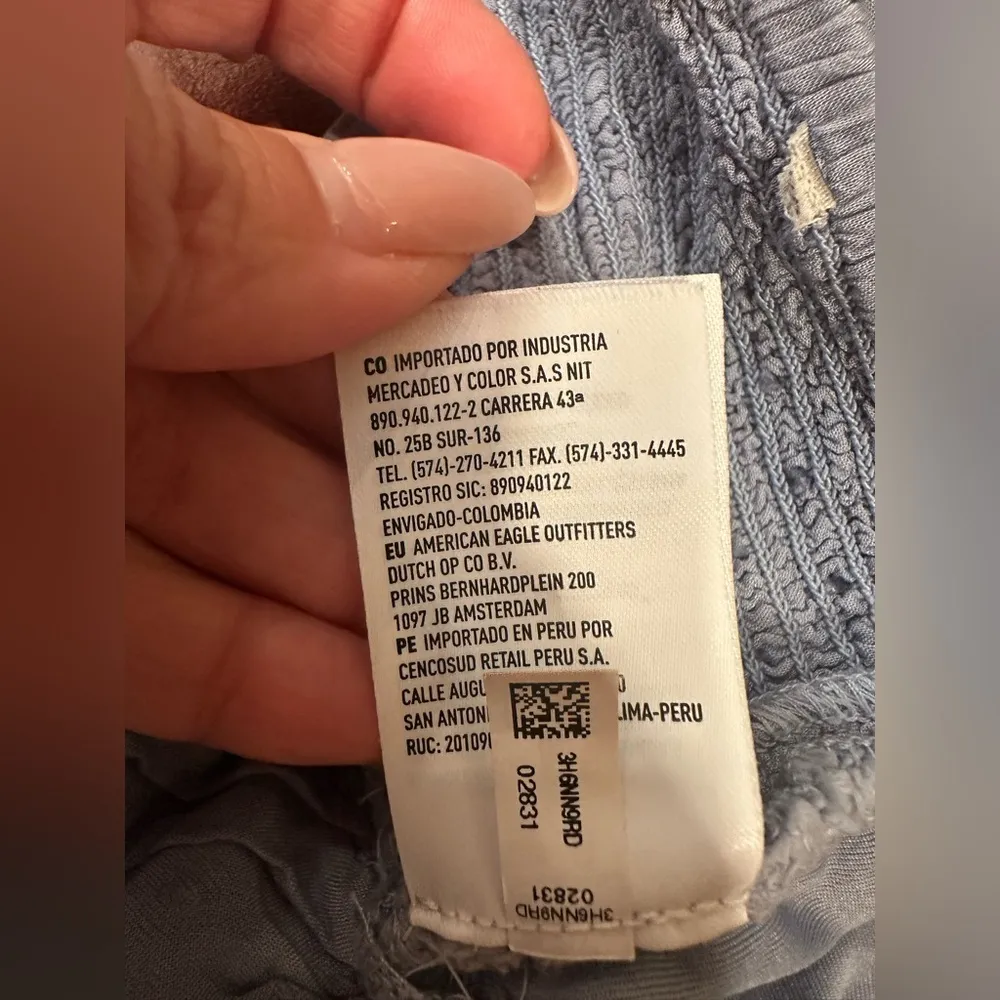 CO IMPORTADO POR INDUSTRIA
MERCADEO Y COLOR S.A.S NIT
890.940.122-2 CARRERA 43ª
NO. 25B SUR-136
TEL. (574)-270-4211 FAX. (574)-331-4445
REGISTRO SIC: 890940122
ENVIGADO-COLOMBIA
EU AMERICAN EAGLE OUTFITTERS
DUTCH OP CO B.V.
PRINS BERNHARDPLEIN 200
1097 JB AMSTERDAM
PE IMPORTADO EN PERU POR
CENCOSUD RETAIL PERU S.A.
CALLE
SAN LIMA-PERU
RUC:
3H6NN9RD
02831
3H6NN9RD
02831